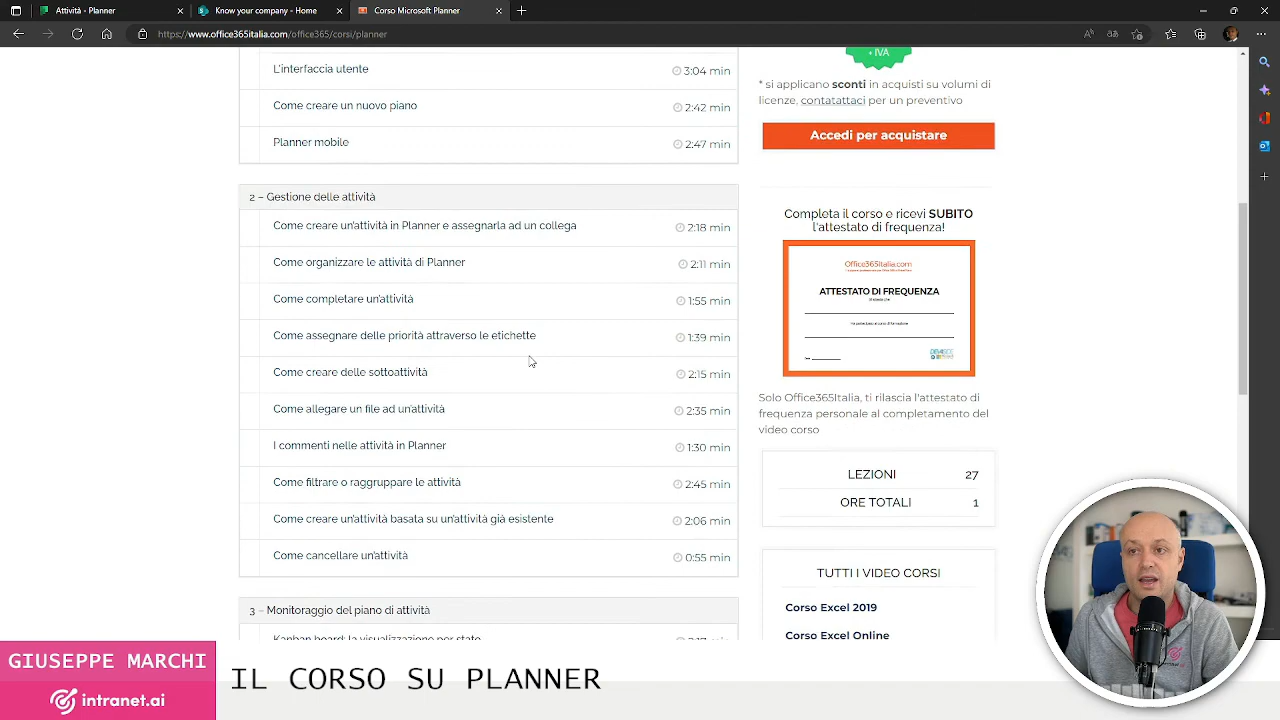 Attività - Planner
Know your company - Home
Corso Microsoft Planner
https://www.office365italia.com/office365/corsi/planner
L'interfaccia utente
3:04 min
Come creare un nuovo piano
2:42 min
Planner mobile
2:47 min
2 – Gestione delle attività
Come creare un'attività in Planner e assegnarla ad un collega
2:18 min
Come organizzare le attività di Planner
2:11 min
Come completare un'attività
1:55 min
Come assegnare delle priorità attraverso le etichette
1:39 min
Come creare delle sottoattività
2:15 min
Come allegare un file ad un'attività
2:35 min
I commenti nelle attività in Planner
1:30 min
Come filtrare o raggruppare le attività
2:45 min
Come creare un'attività basata su un'attività già esistente
2:06 min
Come cancellare un'attività
0:55 min
3 – Monitoraggio del piano di attività
Kanban board: la visualizzazione per stato
+ IVA
* si applicano sconti in acquisti su volumi di
licenze, contatattaci per un preventivo
Accedi per acquistare
Completa il corso e ricevi SUBITO
l'attestato di frequenza!
Office365Italia.com
ATTESTATO DI FREQUENZA
Solo Office365Italia, ti rilascia l'attestato di
frequenza personale al completamento del
video corso
LEZIONI 27
ORE TOTALI 1
TUTTI I VIDEO CORSI
Corso Excel 2019
Corso Excel Online
GIUSEPPE MARCHI
intranet.ai
IL CORSO SU PLANNER